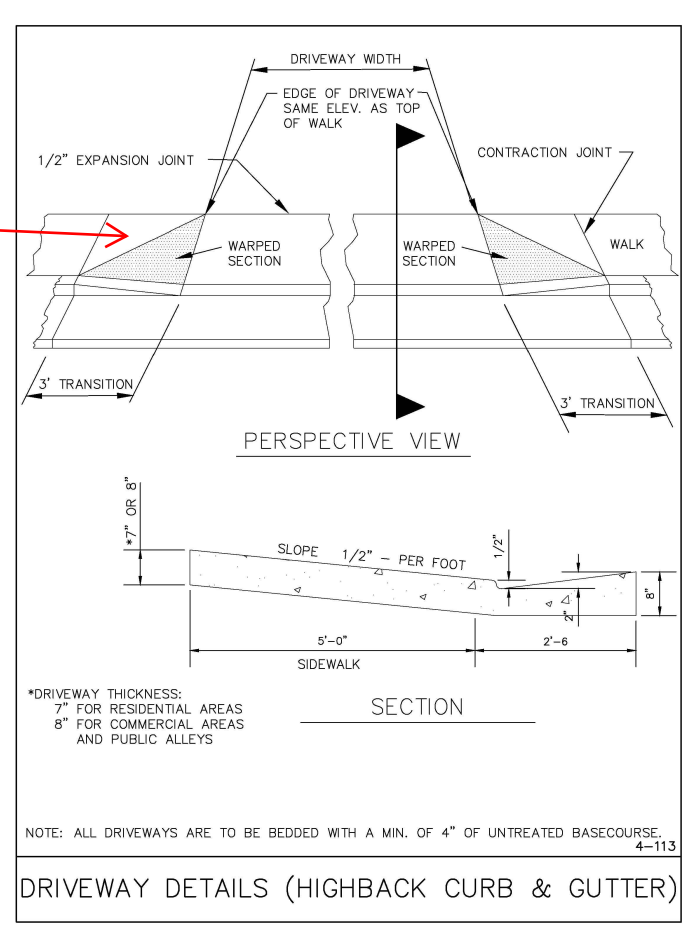 DRIVEWAY WIDTH
EDGE OF DRIVEWAY
SAME ELEV. AS TOP
OF WALK
1/2" EXPANSION JOINT
CONTRACTION JOINT
WARPED
SECTION
WARPED
SECTION
WALK
3' TRANSITION
3' TRANSITION
PERSPECTIVE VIEW
*7" OR 8"
SLOPE 1/2" - PER FOOT
1/2"
2"
8"
5'-0"
2'-6
SIDEWALK
*DRIVEWAY THICKNESS:
7" FOR RESIDENTIAL AREAS
8" FOR COMMERCIAL AREAS
AND PUBLIC ALLEYS
SECTION
NOTE: ALL DRIVEWAYS ARE TO BE BEDDED WITH A MIN. OF 4" OF UNTREATED BASECOURSE.
4-113
DRIVEWAY DETAILS (HIGHBACK CURB & GUTTER)